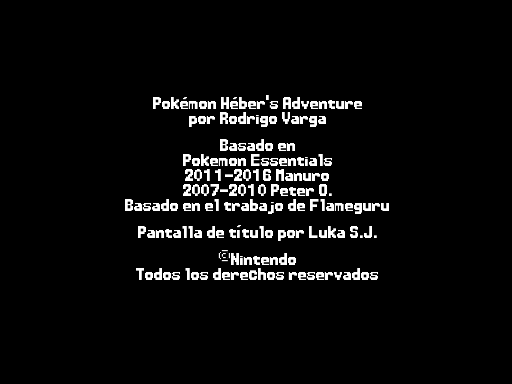 Pokémon Héber's Adventure
por Rodrigo Varga
Basado en
Pokemon Essentials
2011-2016 Manuro
2007-2010 Peter O.
Basado en el trabajo de Flameguru
Pantalla de título por Luka S.J.
©Nintendo
Todos los derechos reservados